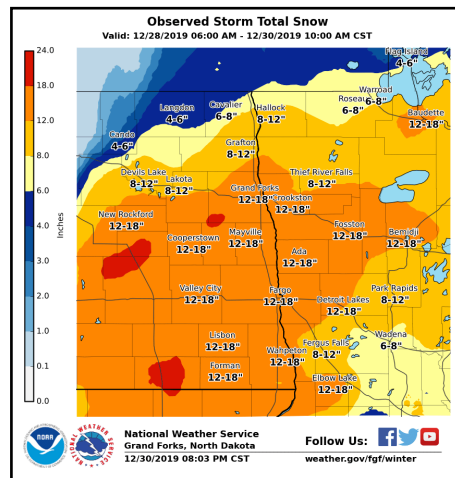 Observed Storm Total Snow
Valid: 12/28/2019 06:00 AM - 12/30/2019 10:00 AM CST
24.0
18.0
12.0
8.0
6.0
4.0
3.0
2.0
1.0
0.1
0.0
Inches
Flag Island
4-6"
Warroad
6-8"
Roseau
6-8"
Baudette
12-18"
Langdon
4-6"
Cavalier
6-8"
Hallock
8-12"
Cando
4-6"
Grafton
8-12"
Devils Lake
8-12"
Lakota
8-12"
Thief River Falls
8-12"
Grand Forks
12-18"
Crookston
12-18"
New Rockford
12-18"
Cooperstown
12-18"
Mayville
12-18"
Fosston
12-18"
Bemidji
12-18"
Ada
12-18"
Valley City
12-18"
Fargo
12-18"
Detroit Lakes
12-18"
Park Rapids
8-12"
Lisbon
12-18"
Wahpeton
12-18"
Fergus Falls
8-12"
Wadena
6-8"
Forman
12-18"
Elbow Lake
12-18"
NOAA
NATIONAL WEATHER SERVICE
National Weather Service
Grand Forks, North Dakota
12/30/2019 08:03 PM CST
Follow Us:
weather.gov/fgf/winter